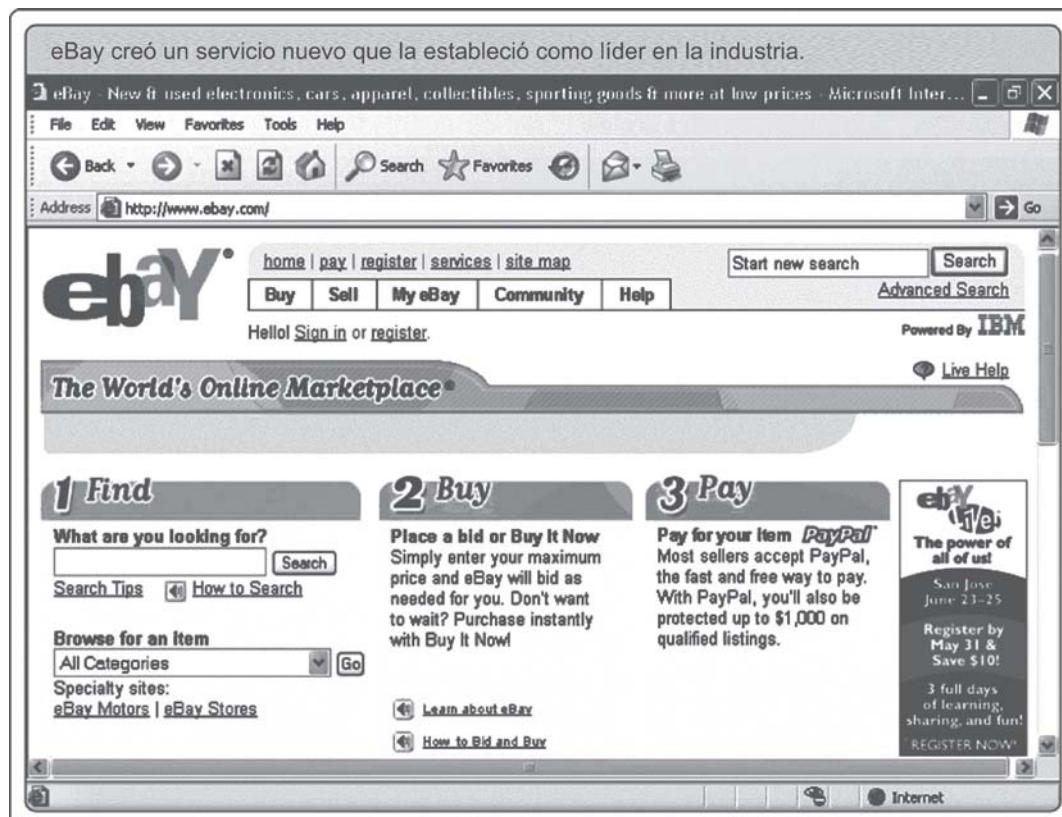 eBay creó un servicio nuevo que la estableció como líder en la industria.
eBay - New & used electronics, cars, apparel, collectibles, sporting goods & more at low prices - Microsoft Inter...
File Edit View Favorites Tools Help
Back Search Favorites
Address http://www.ebay.com/ Go
ebay®
home | pay | register | services | site map
Start new search Search
Buy Sell My eBay Community Help
Advanced Search
Hello! Sign in or register.
Powered By IBM
Live Help
The World's Online Marketplace®
1 Find
What are you looking for?
Search
Search Tips How to Search
Browse for an item
All Categories Go
Specialty sites:
eBay Motors | eBay Stores
2 Buy
Place a bid or Buy It Now
Simply enter your maximum
price and eBay will bid as
needed for you. Don't want
to wait? Purchase instantly
with Buy It Now!
Learn about eBay
How to Bid and Buy
3 Pay
Pay for your item PayPal
Most sellers accept PayPal,
the fast and free way to pay.
With PayPal, you'll also be
protected up to $1,000 on
qualified listings.
ebay
live
The power of
all of us!
San Jose
June 23-25
Register by
May 31 &
Save $10!
3 full days
of learning,
sharing, and fun!
REGISTER NOW!
Internet